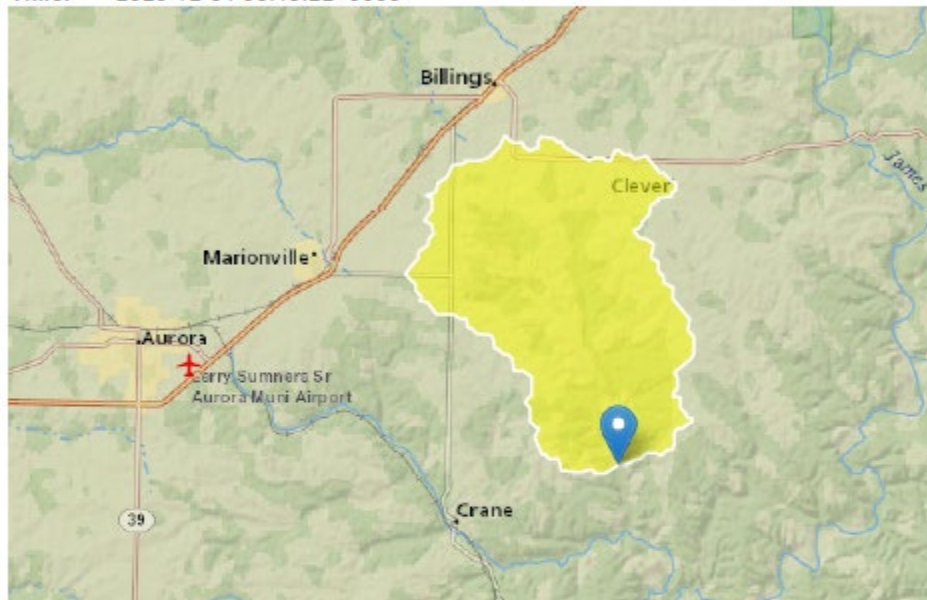 Billings
Clever
James
Marionville
Aurora
Jerry Sumners Sr
Aurora Muni Airport
39
Crane